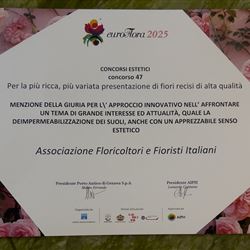 euroflora 2025
CONCORSI ESTETICI
concorso 47
Per la più ricca, più variata presentazione di fiori recisi di alta qualità
MENZIONE DELLA GIURIA PER L\' APPROCCIO INNOVATIVO NELL' AFFRONTARE
UN TEMA DI GRANDE INTERESSE ED ATTUALITÀ, QUALE LA
DEIMPERMEABILIZZAZIONE DEI SUOLI, ANCHE CON UN APPREZZABILE SENSO
ESTETICO
Associazione Floricoltori e Fioristi Italiani
Presidente Porto Antico di Genova S.p.A.
Presidente AIPFE